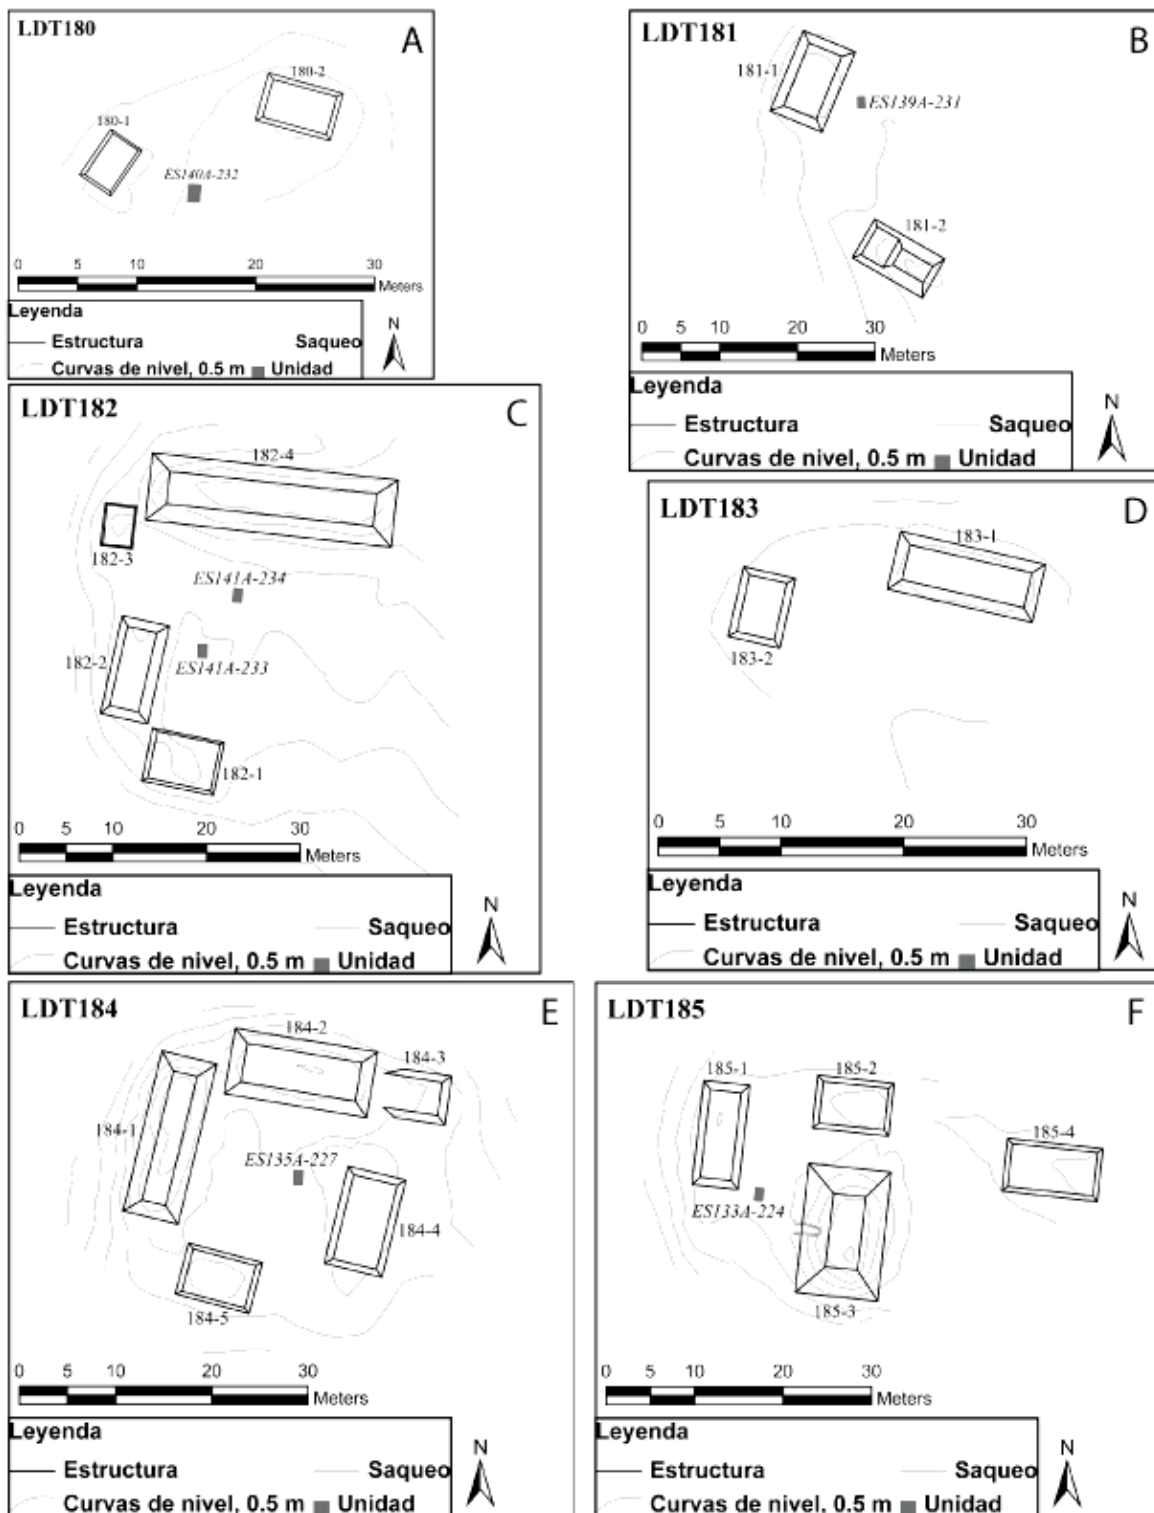 LDT180
A
180-2
180-1
ES140A-232
0 5 10 20 30
Meters
Leyenda
Estructura Saqueo
Curvas de nivel, 0.5 m Unidad
N
LDT181
B
181-1
ES139A-231
181-2
0 5 10 20 30
Meters
Leyenda
Estructura Saqueo
Curvas de nivel, 0.5 m Unidad
N
LDT182
C
182-4
182-3
ES141A-234
182-2
ES141A-233
182-1
0 5 10 20 30
Meters
Leyenda
Estructura Saqueo
Curvas de nivel, 0.5 m Unidad
N
LDT183
D
183-1
183-2
0 5 10 20 30
Meters
Leyenda
Estructura Saqueo
Curvas de nivel, 0.5 m Unidad
N
LDT184
E
184-2
184-3
184-1
ES135A-227
184-4
184-5
0 5 10 20 30
Meters
Leyenda
Estructura Saqueo
Curvas de nivel, 0.5 m Unidad
N
LDT185
F
185-1
185-2
185-4
ES133A-224
185-3
0 5 10 20 30
Meters
Leyenda
Estructura Saqueo
Curvas de nivel, 0.5 m Unidad
N